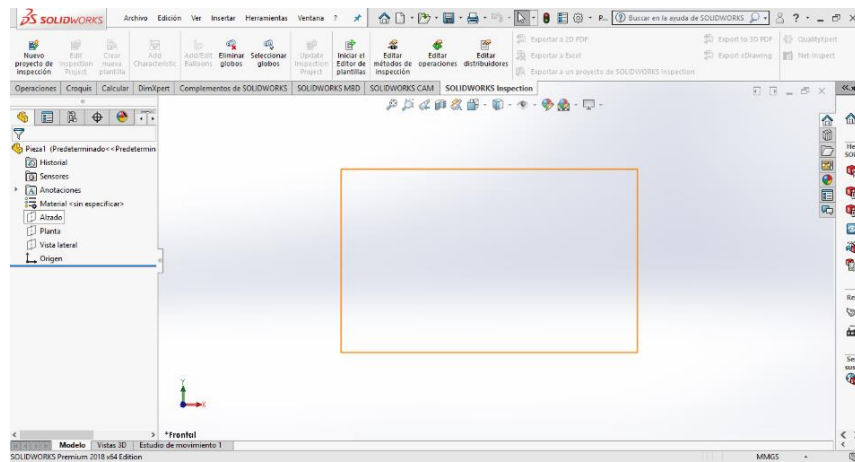 SOLIDWORKS Archivo Edición Ver Insertar Herramientas Ventana ? P... Buscar en la ayuda de SOLIDWORKS ?
Nuevo proyecto de inspección
Edit Inspection Project
Crear nueva plantilla
Add Characteristic
Add/Edit Balloons
Eliminar globos
Seleccionar globos
Update Inspection Project
Iniciar el Editor de plantillas
Editar métodos de inspección
Editar operaciones
Editar distribuidores
Exportar a 2D PDF
Exportar a Excel
Exportar a un proyecto de SOLIDWORKS Inspection
Export to 3D PDF
Export eDrawing
QualityXpert
Net-Inspect
Operaciones Croquis Calcular DimXpert Complementos de SOLIDWORKS SOLIDWORKS MBD SOLIDWORKS CAM SOLIDWORKS Inspection
Pieza1 (Predeterminado<<Predetermin
Historial
Sensores
Anotaciones
Material <sin especificar>
Alzado
Planta
Vista lateral
Origen
He
SOL
Re
Se
sus
Y
X
*Frontal
Modelo Vistas 3D Estudio de movimiento 1
SOLIDWORKS Premium 2018 x64 Edition MMGS